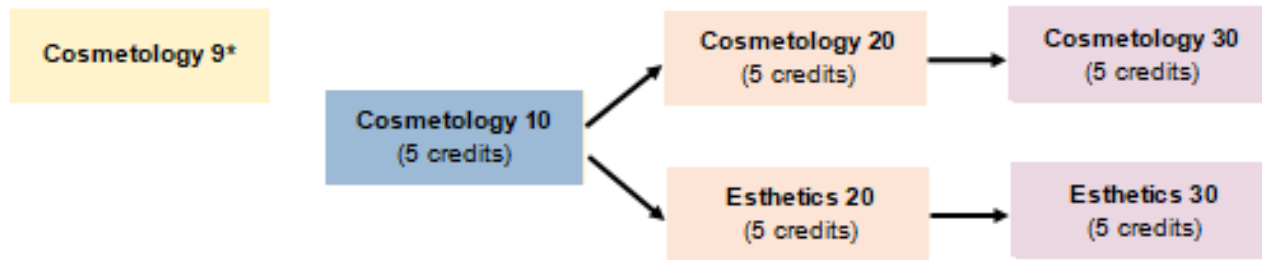 Cosmetology 9*
Cosmetology 10
(5 credits)
Cosmetology 20
(5 credits)
Cosmetology 30
(5 credits)
Esthetics 20
(5 credits)
Esthetics 30
(5 credits)